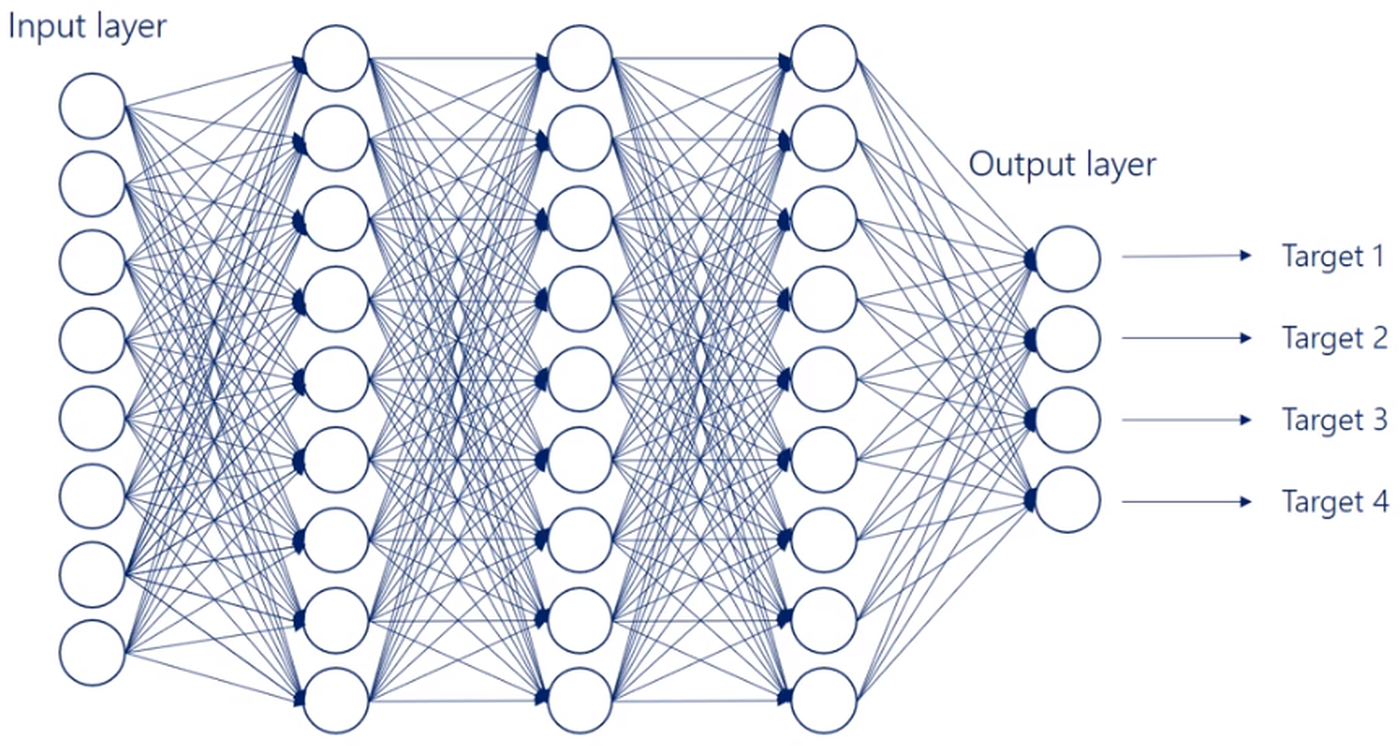 Input layer
Output layer
Target 1
Target 2
Target 3
Target 4